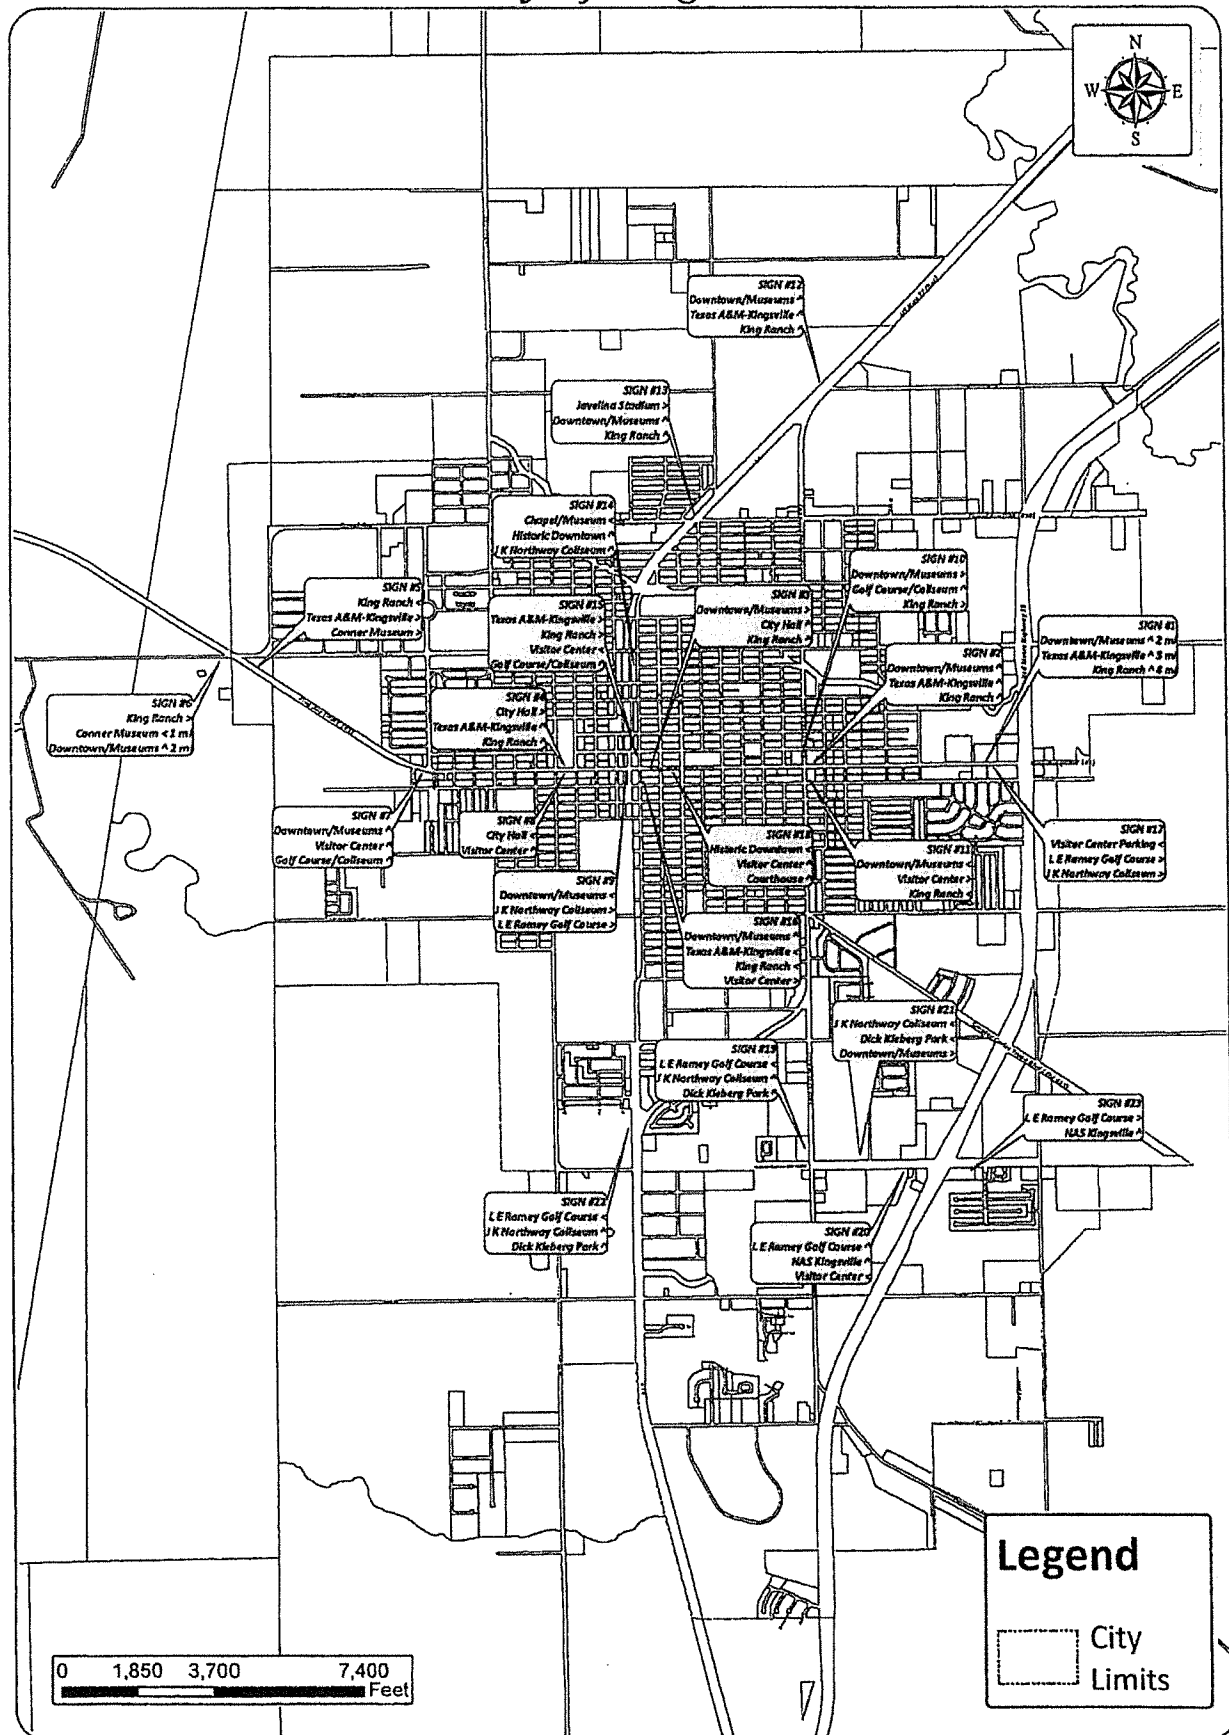 N
W
E
S
SIGN #12
Downtown/Museums ^
Texas A&M-Kingsville ^
King Ranch ^
SIGN #13
Javelina Stadium >
Downtown/Museums ^
King Ranch ^
SIGN #14
Chapel/Museum <
Historic Downtown ^
J K Northway Coliseum ^
SIGN #10
Downtown/Museums >
Golf Course/Coliseum ^
King Ranch >
SIGN #5
King Ranch <
Texas A&M-Kingsville >
Conner Museum >
SIGN #15
Texas A&M-Kingsville >
King Ranch >
Visitor Center <
Golf Course/Coliseum ^
SIGN #3
Downtown/Museums >
City Hall ^
King Ranch ^
SIGN #1
Downtown/Museums ^ 2 mi
Texas A&M-Kingsville ^ 3 mi
King Ranch ^ 4 mi
SIGN #2
Downtown/Museums ^
Texas A&M-Kingsville ^
King Ranch ^
SIGN #6
King Ranch >
Conner Museum < 1 mi
Downtown/Museums ^ 2 mi
SIGN #4
City Hall >
Texas A&M-Kingsville ^
King Ranch ^
SIGN #7
Downtown/Museums ^
Visitor Center ^
Golf Course/Coliseum ^
SIGN #8
City Hall <
Visitor Center ^
SIGN #18
Historic Downtown <
Visitor Center ^
Courthouse ^
SIGN #11
Downtown/Museums <
Visitor Center >
King Ranch <
SIGN #17
Visitor Center Parking <
L E Ramey Golf Course >
J K Northway Coliseum >
SIGN #9
Downtown/Museums <
J K Northway Coliseum >
L E Ramey Golf Course >
SIGN #16
Downtown/Museums ^
Texas A&M-Kingsville <
King Ranch <
Visitor Center >
SIGN #21
J K Northway Coliseum <
Dick Kleberg Park <
Downtown/Museums >
SIGN #19
L E Ramey Golf Course <
J K Northway Coliseum ^
Dick Kleberg Park ^
SIGN #23
L E Ramey Golf Course >
NAS Kingsville ^
SIGN #22
L E Ramey Golf Course <
J K Northway Coliseum ^
Dick Kleberg Park ^
SIGN #20
L E Ramey Golf Course ^
NAS Kingsville ^
Visitor Center <
Legend
City
Limits
0 1,850 3,700 7,400
Feet